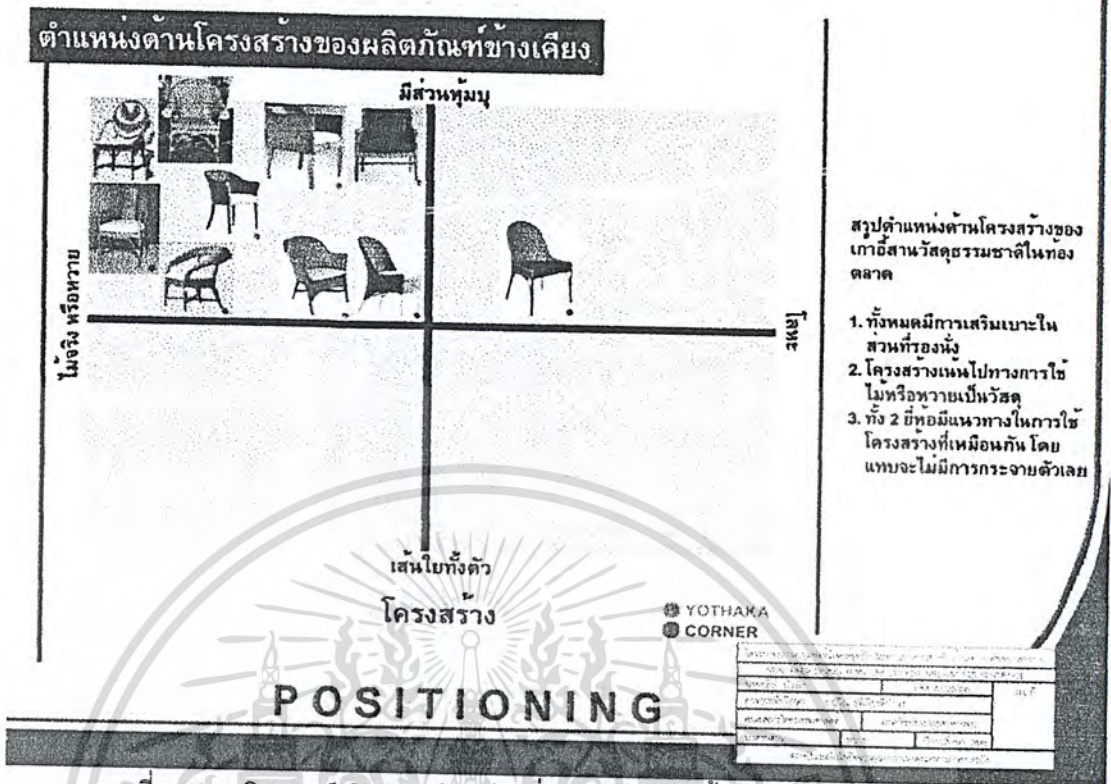 ตำแหน่งด้านโครงสร้างของผลิตภัณฑ์ข้างเคียง
มีส่วนหุ้มบุ
ไม้จริง หรือหวาย
โลหะ
เส้นใยทั้งตัว
โครงสร้าง
YOTHAKA
CORNER
สรุปตำแหน่งด้านโครงสร้างของ
เก้าอี้สานวัสดุธรรมชาติในท้อง
ตลาด
1. ทั้งหมดมีการเสริมเบาะใน
ส่วนที่รองนั่ง
2. โครงสร้างเน้นไปทางการใช้
ไม้หรือหวายเป็นวัสดุ
3. ทั้ง 2 ยี่ห้อมีแนวทางในการใช้
โครงสร้างที่เหมือนกัน โดย
แทบจะไม่มีการกระจายตัวเลย
POSITIONING